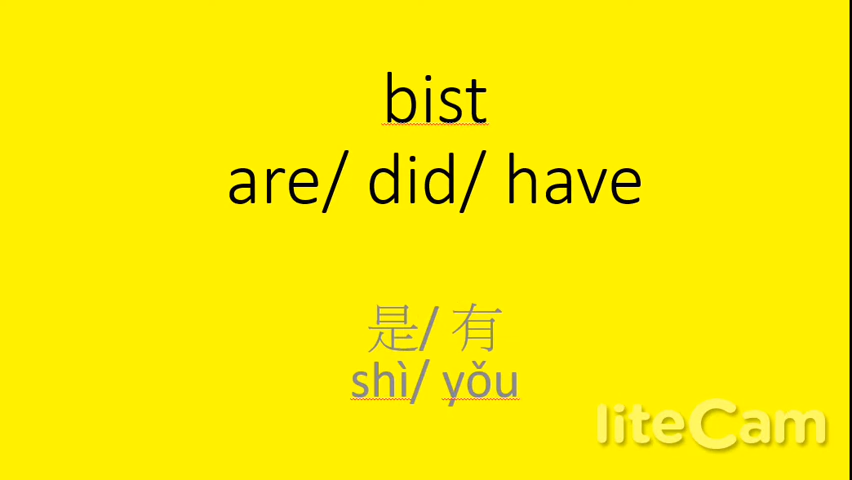 bist
are/ did/ have
是/ 有
shì/ yǒu
liteCam